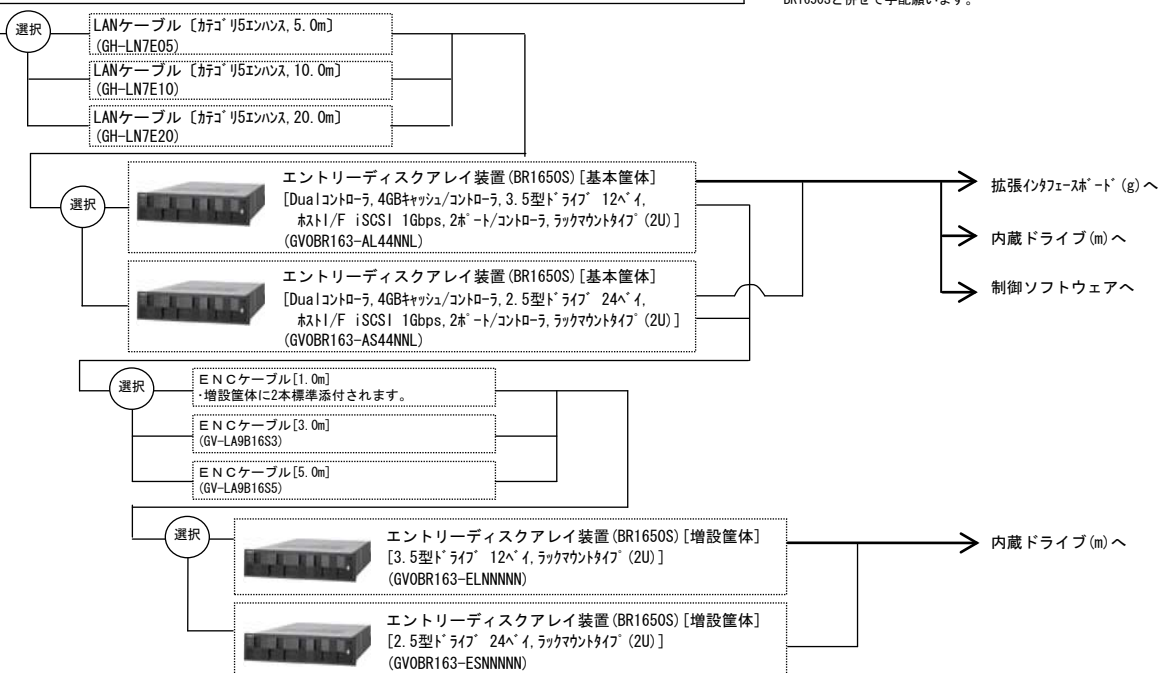 BR1650Sと併せて手配願います。
選択
LANケーブル〔ｶﾃｺﾞﾘ5ｴﾝﾊﾝｽ, 5.0m〕
(GH-LN7E05)
LANケーブル〔ｶﾃｺﾞﾘ5ｴﾝﾊﾝｽ, 10.0m〕
(GH-LN7E10)
LANケーブル〔ｶﾃｺﾞﾘ5ｴﾝﾊﾝｽ, 20.0m〕
(GH-LN7E20)
選択
エントリーディスクアレイ装置(BR1650S)[基本筐体]
[Dualｺﾝﾄﾛｰﾗ, 4GBｷｬｯｼｭ/ｺﾝﾄﾛｰﾗ, 3.5型ﾄﾞﾗｲﾌﾞ 12ﾍﾞｲ,
ﾎｽﾄI/F iSCSI 1Gbps, 2ﾎﾟｰﾄ/ｺﾝﾄﾛｰﾗ, ﾗｯｸﾏｳﾝﾄﾀｲﾌﾟ(2U)]
(GVOBR163-AL44NNL)
エントリーディスクアレイ装置(BR1650S)[基本筐体]
[Dualｺﾝﾄﾛｰﾗ, 4GBｷｬｯｼｭ/ｺﾝﾄﾛｰﾗ, 2.5型ﾄﾞﾗｲﾌﾞ 24ﾍﾞｲ,
ﾎｽﾄI/F iSCSI 1Gbps, 2ﾎﾟｰﾄ/ｺﾝﾄﾛｰﾗ, ﾗｯｸﾏｳﾝﾄﾀｲﾌﾟ(2U)]
(GVOBR163-AS44NNL)
拡張ｲﾝﾀﾌｪｰｽﾎﾞｰﾄﾞ(g)へ
内蔵ドライブ(m)へ
制御ソフトウェアへ
選択
ＥＮＣケーブル[1.0m]
・増設筐体に2本標準添付されます。
ＥＮＣケーブル[3.0m]
(GV-LA9B16S3)
ＥＮＣケーブル[5.0m]
(GV-LA9B16S5)
選択
エントリーディスクアレイ装置(BR1650S)[増設筐体]
[3.5型ﾄﾞﾗｲﾌﾞ 12ﾍﾞｲ, ﾗｯｸﾏｳﾝﾄﾀｲﾌﾟ(2U)]
(GVOBR163-ELNNNNN)
エントリーディスクアレイ装置(BR1650S)[増設筐体]
[2.5型ﾄﾞﾗｲﾌﾞ 24ﾍﾞｲ, ﾗｯｸﾏｳﾝﾄﾀｲﾌﾟ(2U)]
(GVOBR163-ESNNNNN)
内蔵ドライブ(m)へ